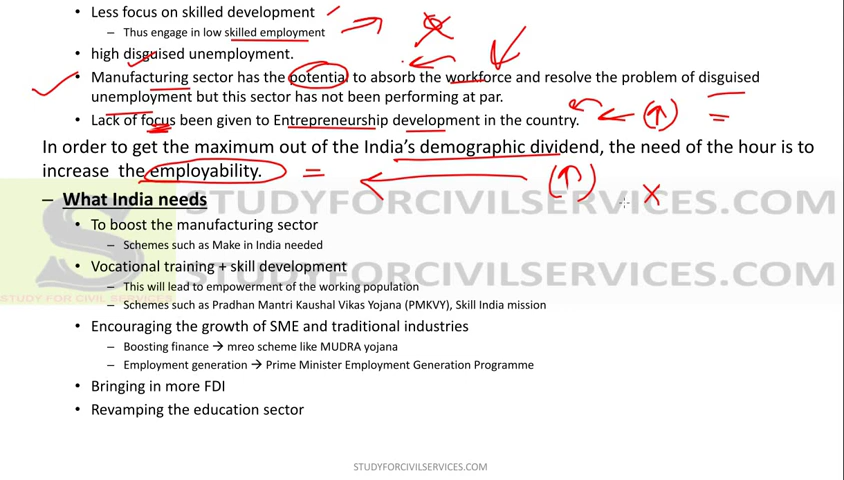 • Less focus on skilled development
– Thus engage in low skilled employment
• high disguised unemployment.
• Manufacturing sector has the potential to absorb the workforce and resolve the problem of disguised
unemployment but this sector has not been performing at par.
• Lack of focus been given to Entrepreneurship development in the country.
In order to get the maximum out of the India's demographic dividend, the need of the hour is to
increase the employability.
– What India needs
STUDYFORCIVILSERVICES.COM
• To boost the manufacturing sector
– Schemes such as Make in India needed
• Vocational training + skill development
STUDYFORCIVILSERVICES.COM
– This will lead to empowerment of the working population
STUDY FOR CIVIL SERVICES
– Schemes such as Pradhan Mantri Kaushal Vikas Yojana (PMKVY), Skill India mission
• Encouraging the growth of SME and traditional industries
– Boosting finance → mreo scheme like MUDRA yojana
– Employment generation → Prime Minister Employment Generation Programme
• Bringing in more FDI
• Revamping the education sector
STUDYFORCIVILSERVICES.COM